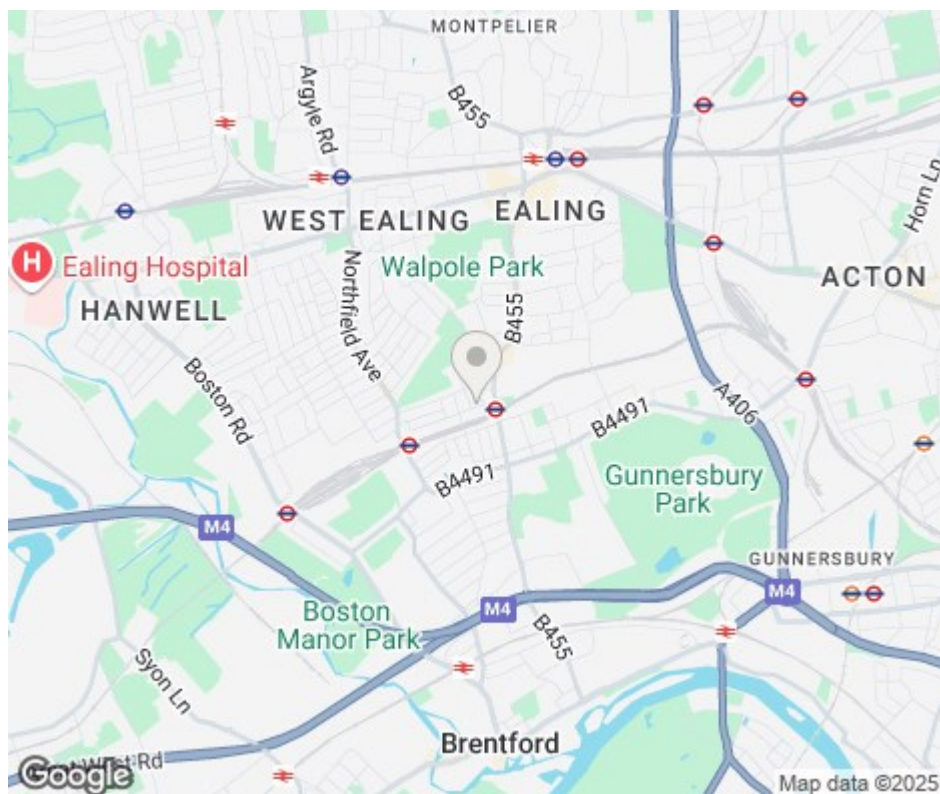 MONTPELIER
Argyle Rd
B455
Horn Ln
WEST EALING
EALING
H
Ealing Hospital
Walpole Park
ACTON
HANWELL
Northfield Ave
B455
Boston Rd
A406
B4491
B4491
Gunnersbury
Park
M4
GUNNERSBURY
M4
M4
Boston
Manor Park
B455
Syon Ln
Brentford
West Rd
Google
Map data ©2025